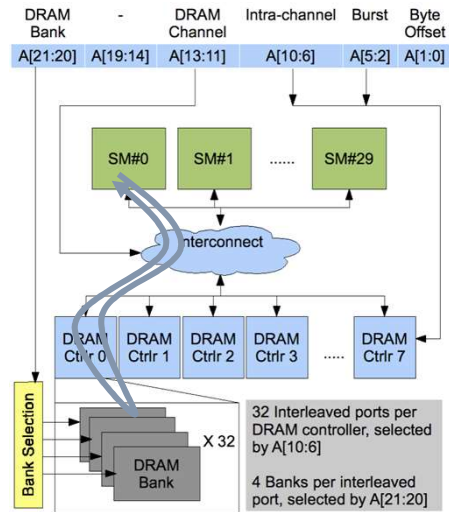 DRAM Bank
-
DRAM Channel
Intra-channel
Burst
Byte Offset
A[21:20]
A[19:14]
A[13:11]
A[10:6]
A[5:2]
A[1:0]
SM#0
SM#1
......
SM#29
Interconnect
DRAM
Ctrlr 0
DRAM
Ctrlr 1
DRAM
Ctrlr 2
DRAM
Ctrlr 3
.....
DRAM
Ctrlr 7
Bank Selection
X 32
DRAM
Bank
32 Interleaved ports per
DRAM controller, selected
by A[10:6]
4 Banks per interleaved
port, selected by A[21:20]